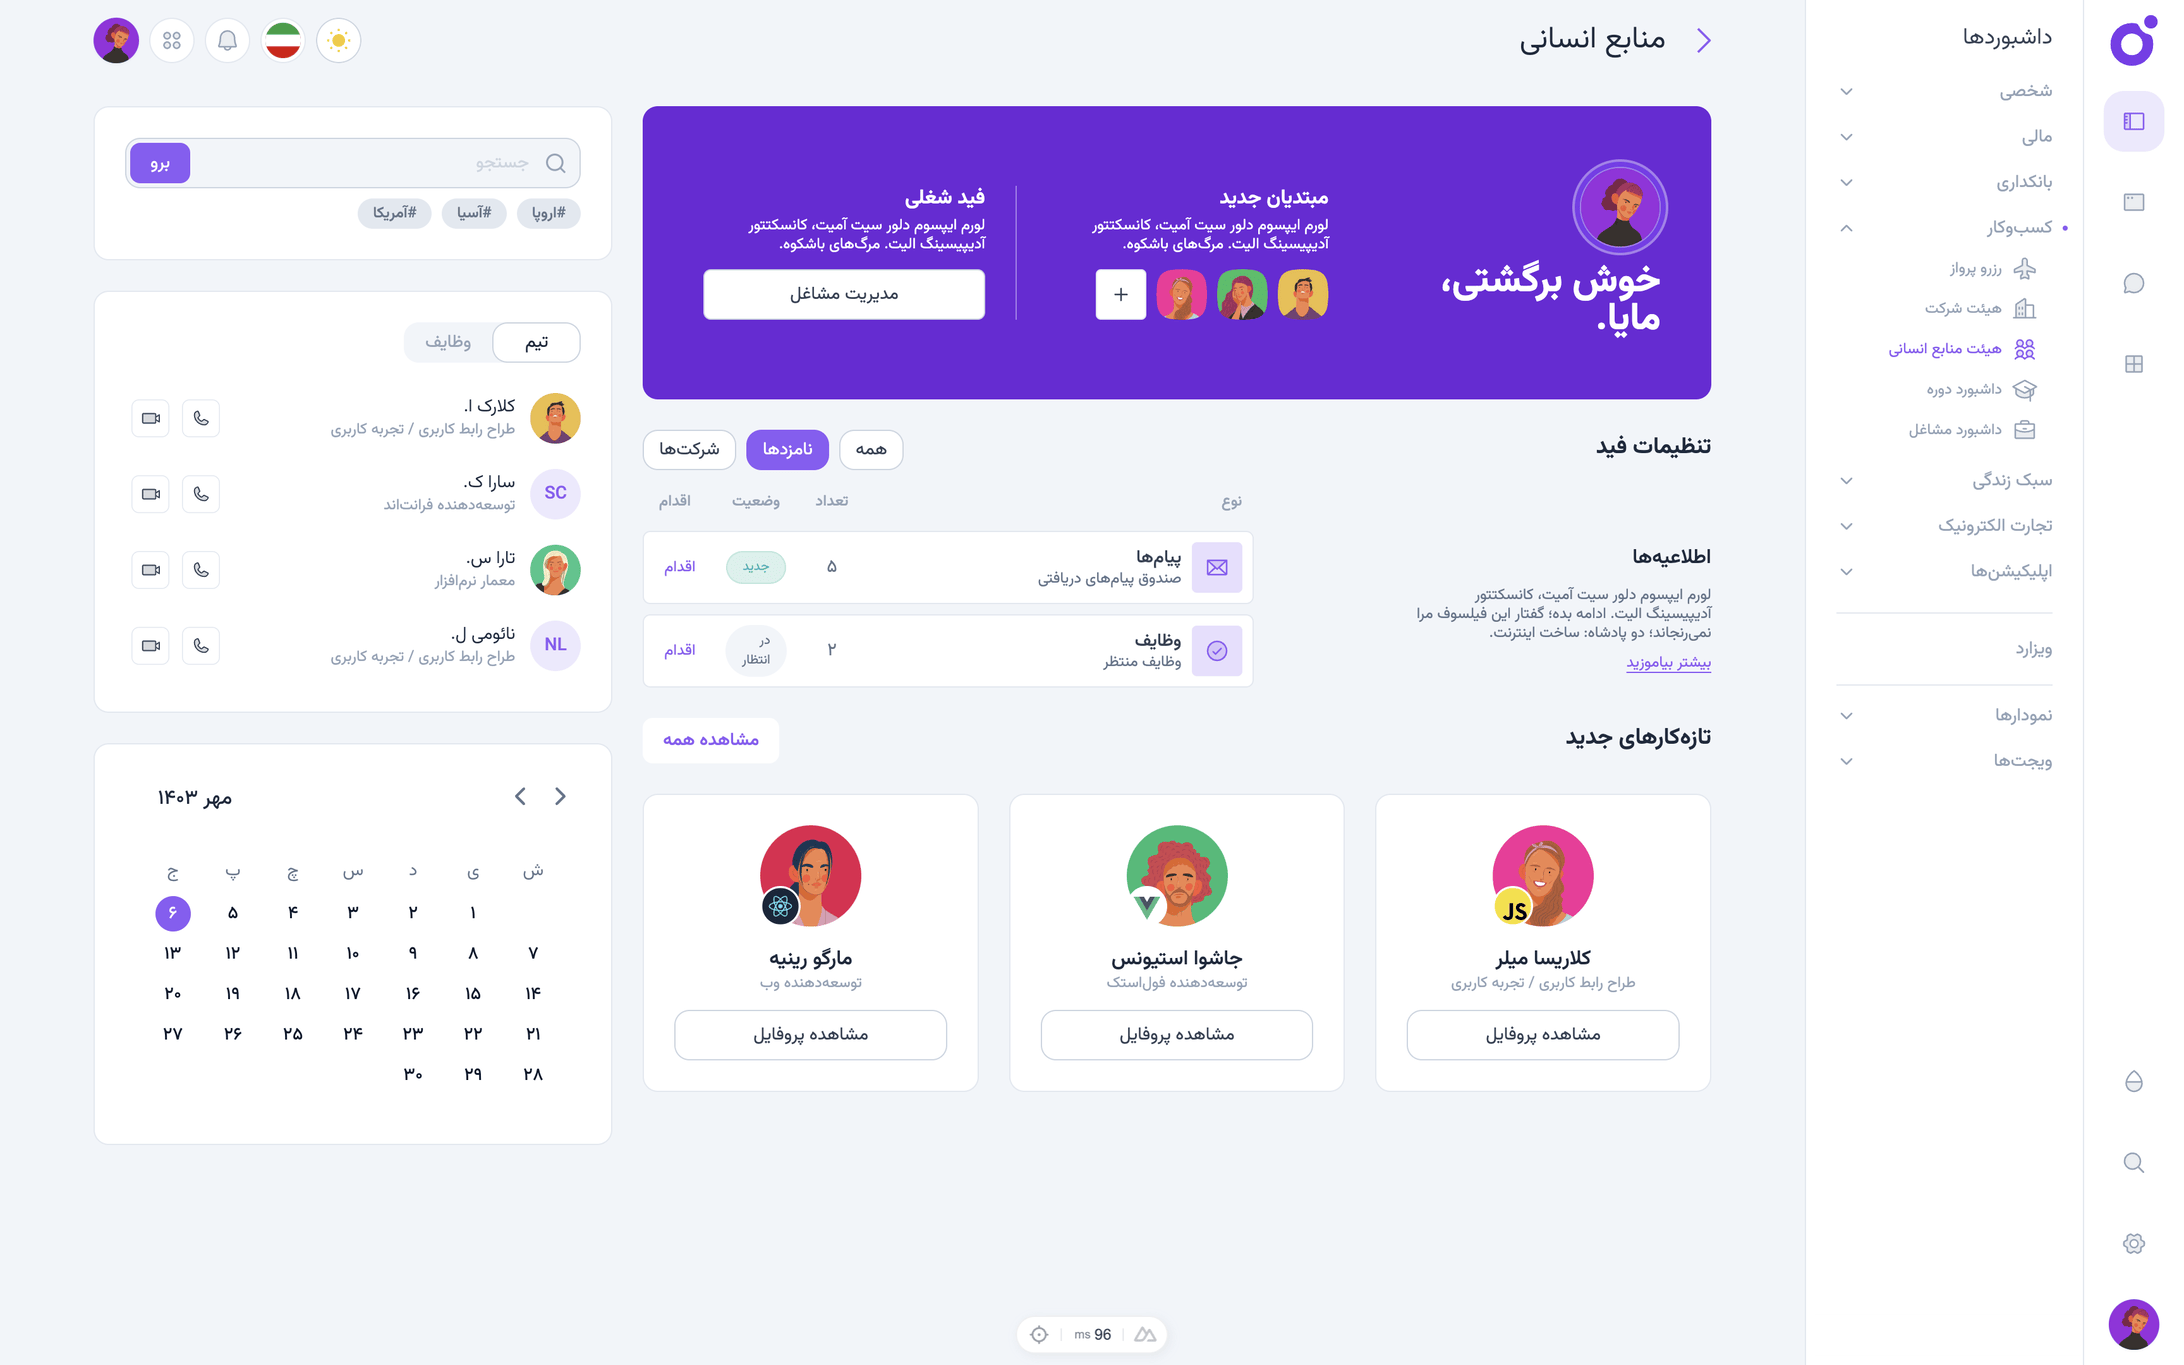 داشبوردها
شخصی
مالی
بانکداری
کسب‌وکار
رزرو پرواز
هیئت شرکت
هیئت منابع انسانی
داشبورد دوره
داشبورد مشاغل
سبک زندگی
تجارت الکترونیک
اپلیکیشن‌ها
ویزارد
نمودارها
ویجت‌ها
منابع انسانی
خوش برگشتی،
مایا.
مبتدیان جدید
لورم ایپسوم دلور سیت آمیت، کانسکتتور
آدیپیسینگ الیت. مرگ‌های باشکوه.
+
فید شغلی
لورم ایپسوم دلور سیت آمیت، کانسکتتور
آدیپیسینگ الیت. مرگ‌های باشکوه.
مدیریت مشاغل
تنظیمات فید
همه
نامزدها
شرکت‌ها
اطلاعیه‌ها
لورم ایپسوم دلور سیت آمیت، کانسکتتور
آدیپیسینگ الیت. ادامه بده؛ گفتار این فیلسوف مرا
نمی‌رنجاند؛ دو پادشاه: ساخت اینترنت.
بیشتر بیاموزید
نوع تعداد وضعیت اقدام
پیام‌ها
صندوق پیام‌های دریافتی
۵
جدید
اقدام
وظایف
وظایف منتظر
۲
در
انتظار
اقدام
تازه‌کارهای جدید
مشاهده همه
JS
کلاریسا میلر
طراح رابط کاربری / تجربه کاربری
مشاهده پروفایل
جاشوا استیونس
توسعه‌دهنده فول‌استک
مشاهده پروفایل
مارگو رینیه
توسعه‌دهنده وب
مشاهده پروفایل
جستجو
برو
#اروپا
#آسیا
#آمریکا
تیم
وظایف
کلارک ا.
طراح رابط کاربری / تجربه کاربری
SC
سارا ک.
توسعه‌دهنده فرانت‌اند
تارا س.
معمار نرم‌افزار
NL
نائومی ل.
طراح رابط کاربری / تجربه کاربری
مهر ۱۴۰۳
ش ی د س چ پ ج
۱ ۲ ۳ ۴ ۵ ۶
۷ ۸ ۹ ۱۰ ۱۱ ۱۲ ۱۳
۱۴ ۱۵ ۱۶ ۱۷ ۱۸ ۱۹ ۲۰
۲۱ ۲۲ ۲۳ ۲۴ ۲۵ ۲۶ ۲۷
۲۸ ۲۹ ۳۰
96 ms